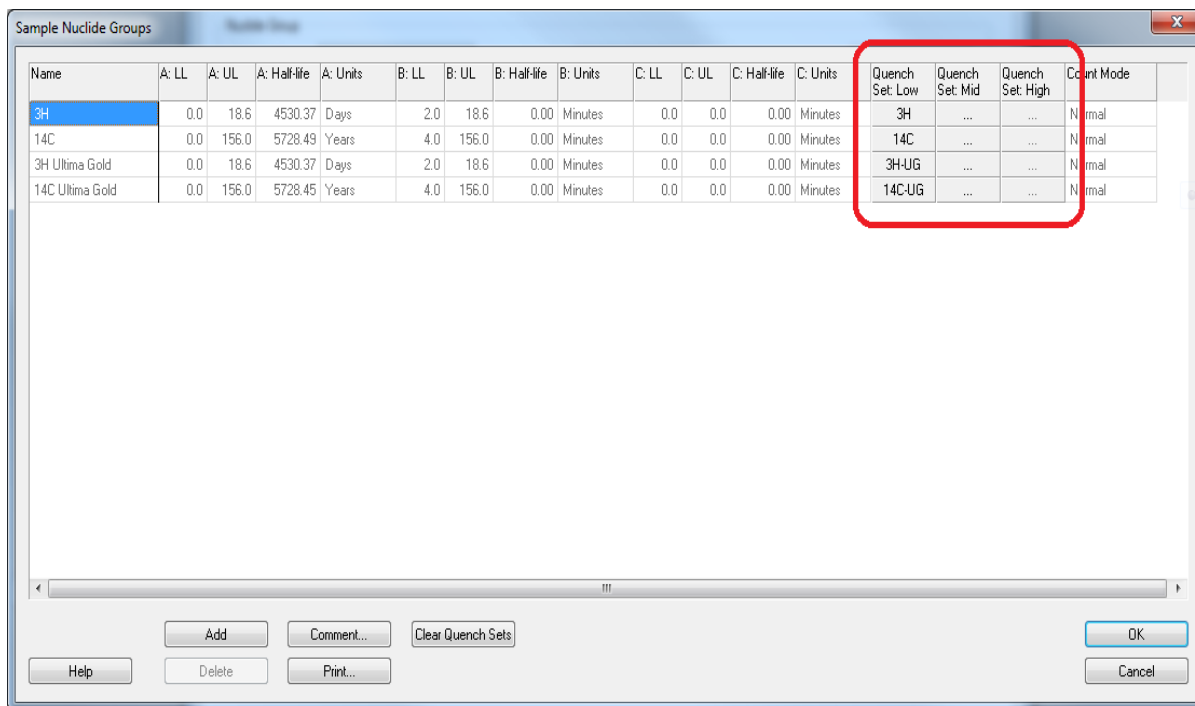 Sample Nuclide Groups
Nuclide Group
X
Name A: LL A: UL A: Half-life A: Units B: LL B: UL B: Half-life B: Units C: LL C: UL C: Half-life C: Units Quench Set: Low Quench Set: Mid Quench Set: High Count Mode
3H 0.0 18.6 4530.37 Days 2.0 18.6 0.00 Minutes 0.0 0.0 0.00 Minutes 3H ... ... Normal
14C 0.0 156.0 5728.49 Years 4.0 156.0 0.00 Minutes 0.0 0.0 0.00 Minutes 14C ... ... Normal
3H Ultima Gold 0.0 18.6 4530.37 Days 2.0 18.6 0.00 Minutes 0.0 0.0 0.00 Minutes 3H-UG ... ... Normal
14C Ultima Gold 0.0 156.0 5728.45 Years 4.0 156.0 0.00 Minutes 0.0 0.0 0.00 Minutes 14C-UG ... ... Normal
Add Comment... Clear Quench Sets OK
Help Delete Print... Cancel